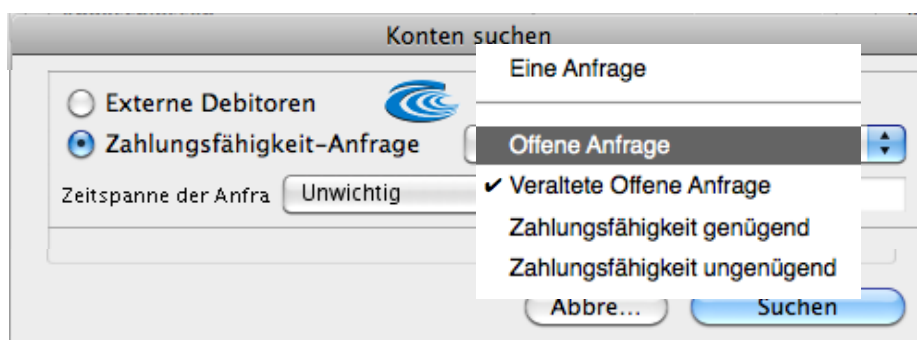 Konten suchen
Eine Anfrage
Externe Debitoren
Zahlungsfähigkeit-Anfrage
Offene Anfrage
Zeitspanne der Anfra
Unwichtig
✔ Veraltete Offene Anfrage
Zahlungsfähigkeit genügend
Zahlungsfähigkeit ungenügend
Abbre...
Suchen